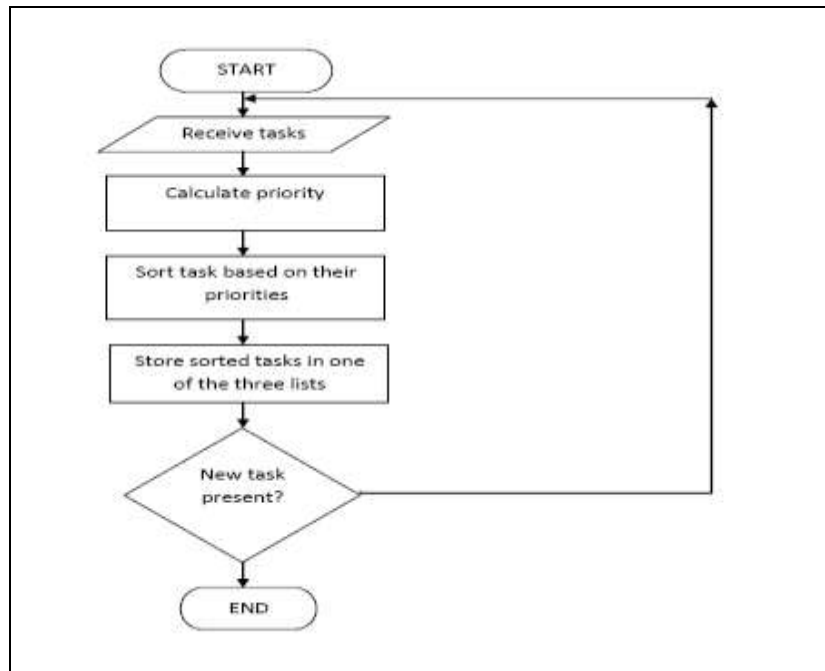 START
Receive tasks
Calculate priority
Sort task based on their
priorities
Store sorted tasks in one
of the three lists
New task
present?
END